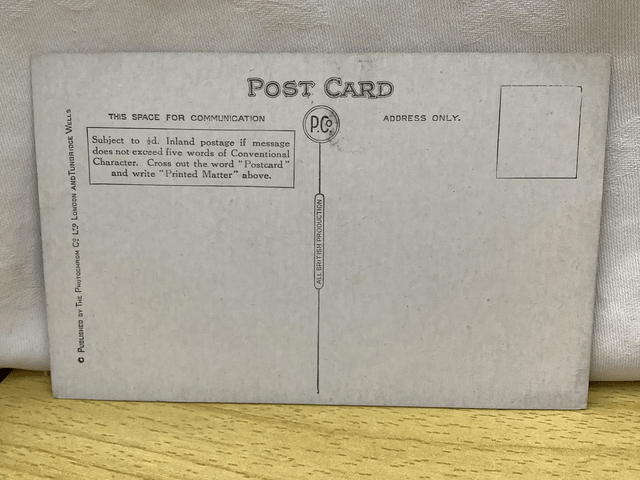 POST CARD
THIS SPACE FOR COMMUNICATION
ADDRESS ONLY.
P.Co.
Subject to ½d. Inland postage if message
does not exceed five words of Conventional
Character. Cross out the word "Postcard"
and write "Printed Matter" above.
ALL BRITISH PRODUCTION
© PUBLISHED BY THE PHOTOCHROM CO LTD LONDON AND TUNBRIDGE WELLS